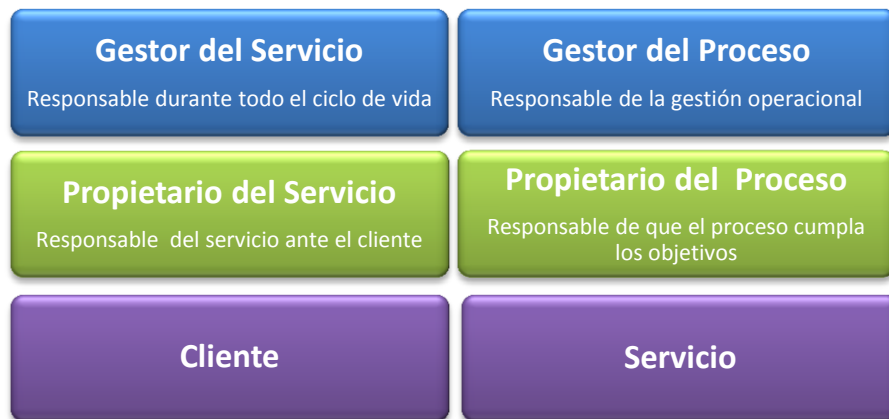 Gestor del Servicio
Responsable durante todo el ciclo de vida
Gestor del Proceso
Responsable de la gestión operacional
Propietario del Servicio
Responsable del servicio ante el cliente
Propietario del Proceso
Responsable de que el proceso cumpla
los objetivos
Cliente
Servicio